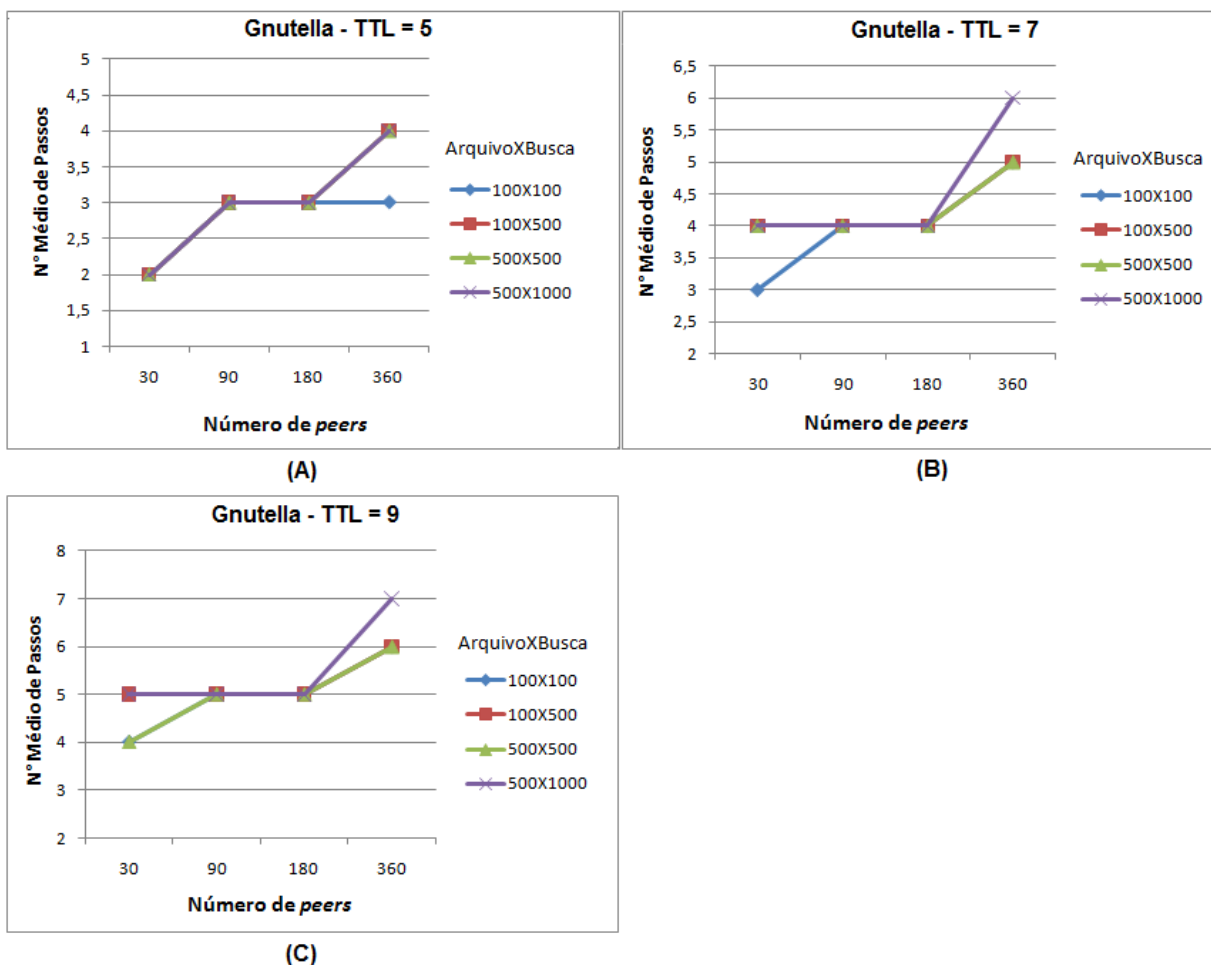 Gnutella - TTL = 5
N° Médio de Passos
5
4,5
4
3,5
3
2,5
2
1,5
1
30 90 180 360
Número de peers
ArquivoXBusca
100X100
100X500
500X500
500X1000
(A)
Gnutella - TTL = 7
N° Médio de Passos
6,5
6
5,5
5
4,5
4
3,5
3
2,5
2
30 90 180 360
Número de peers
ArquivoXBusca
100X100
100X500
500X500
500X1000
(B)
Gnutella - TTL = 9
N° Médio de Passos
8
7
6
5
4
3
2
30 90 180 360
Número de peers
ArquivoXBusca
100X100
100X500
500X500
500X1000
(C)